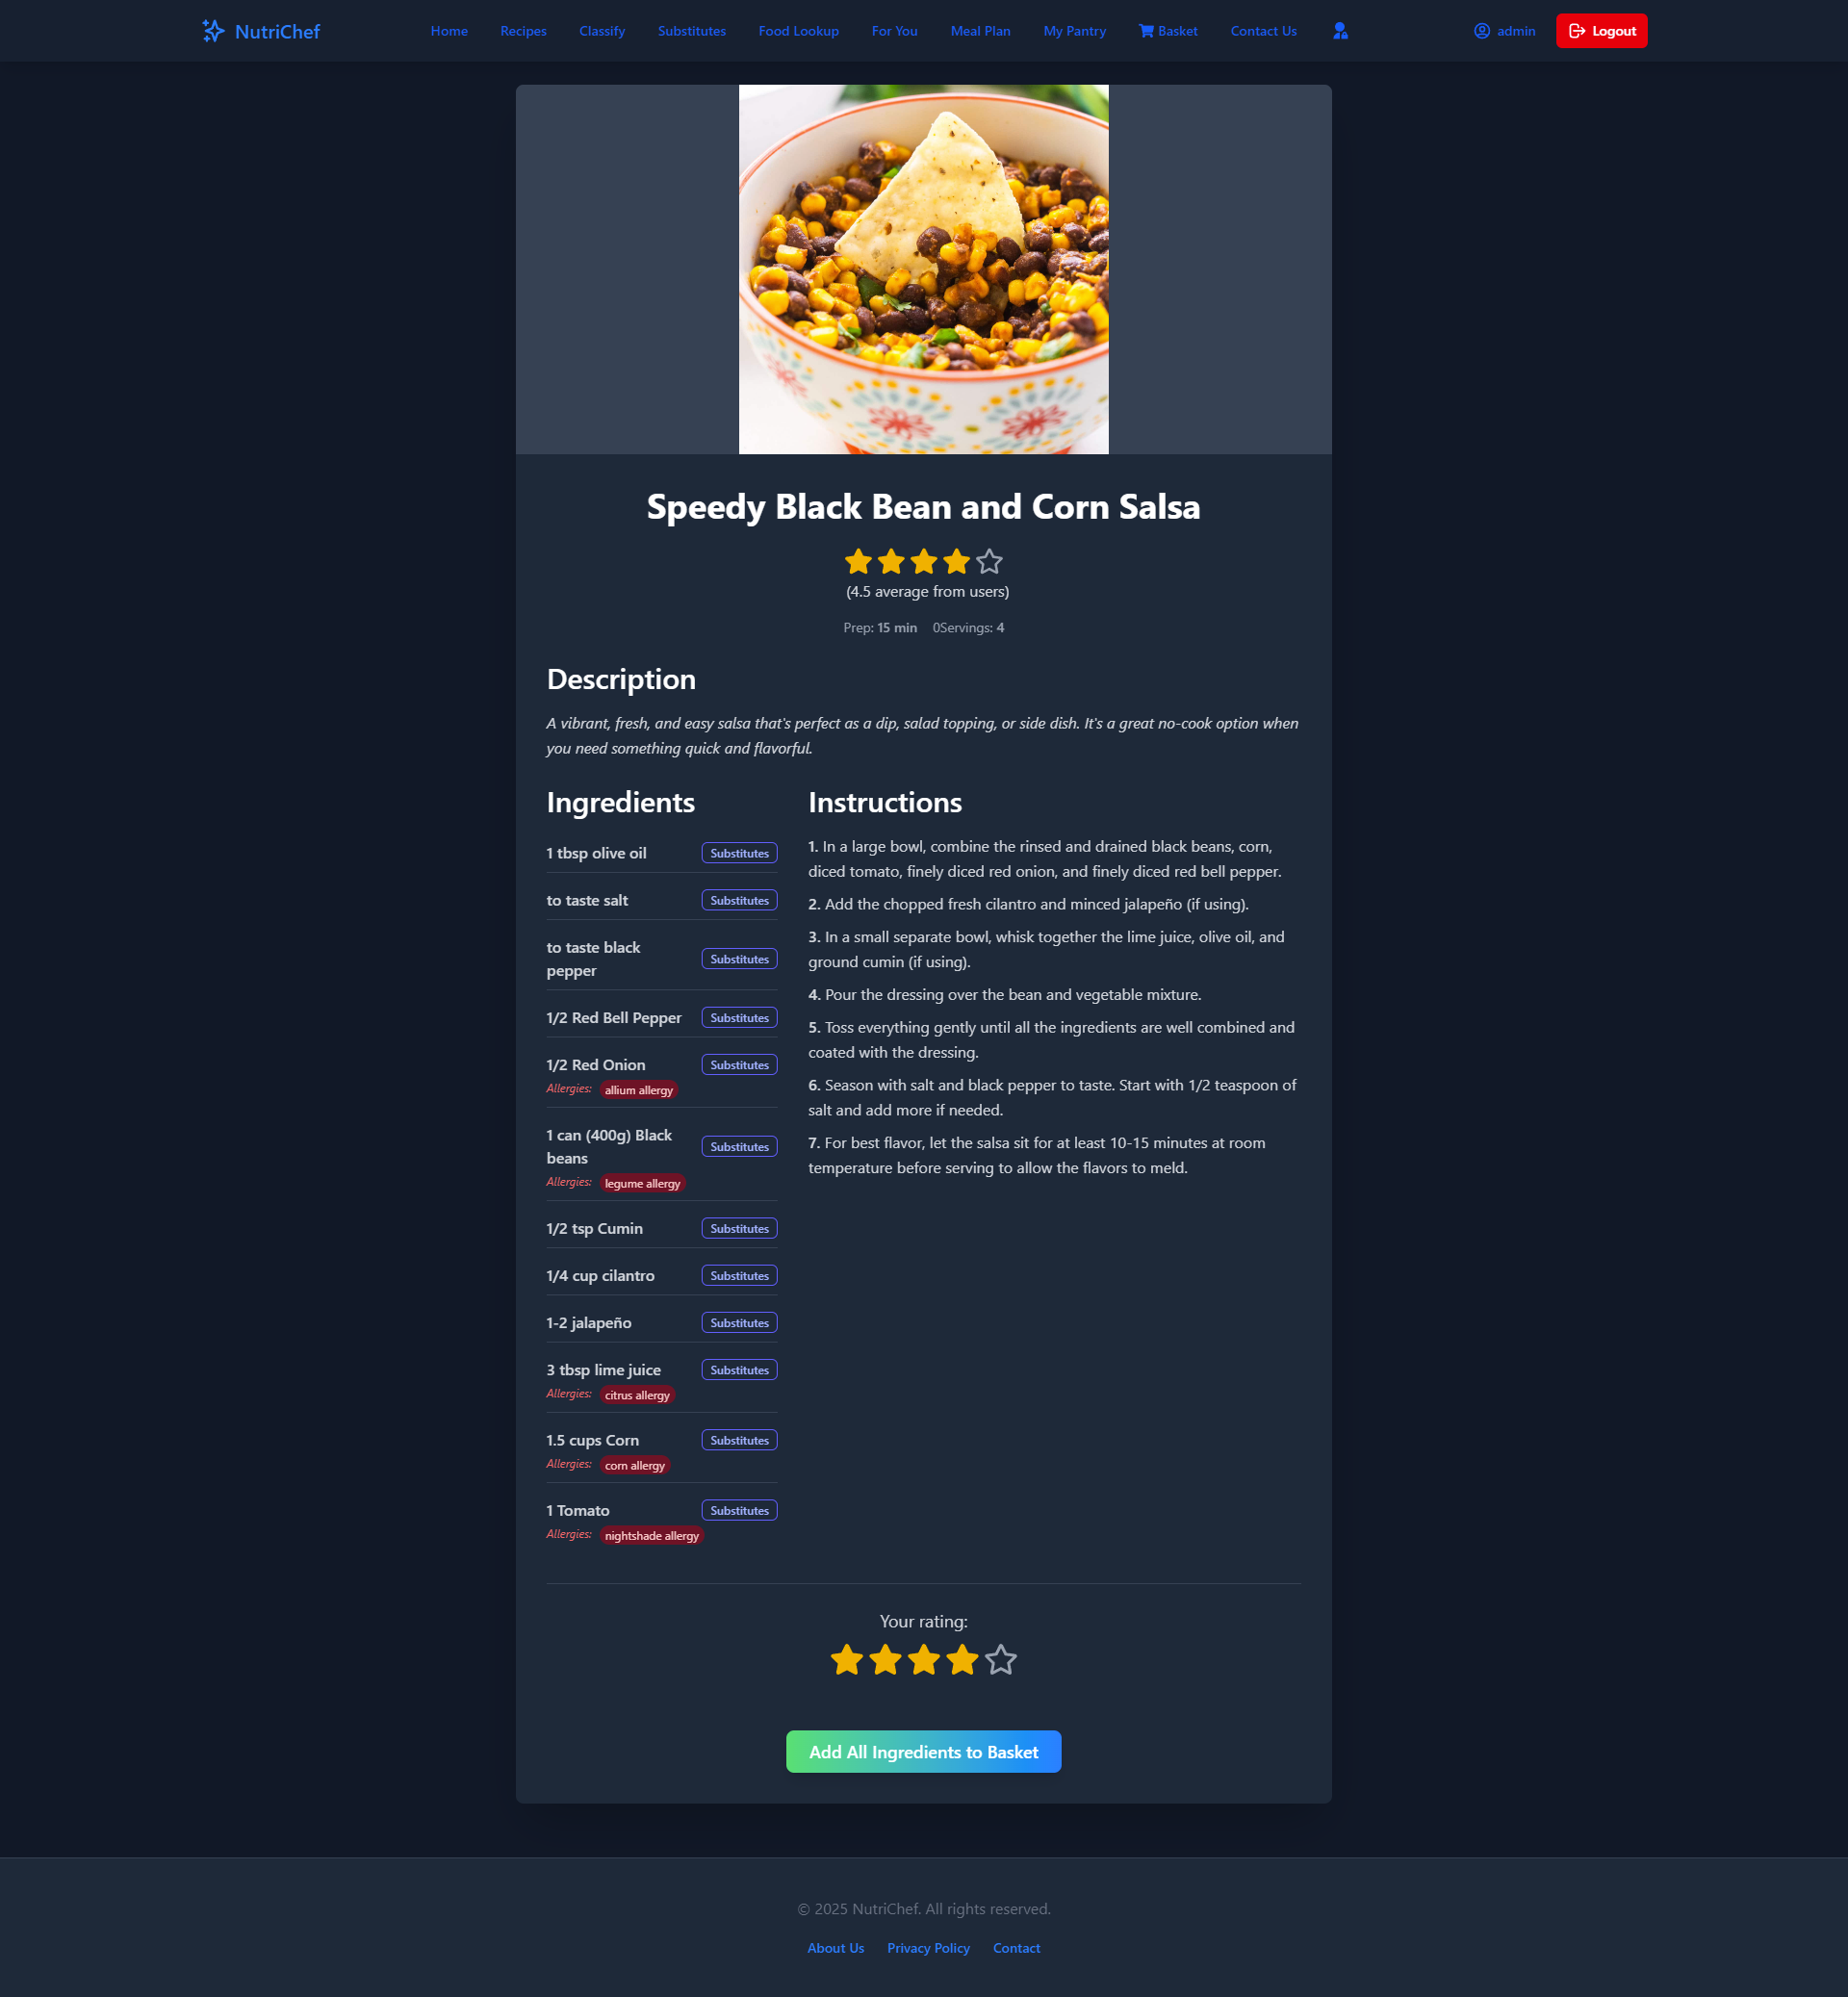 NutriChef
Home
Recipes
Classify
Substitutes
Food Lookup
For You
Meal Plan
My Pantry
Basket
Contact Us
admin
Logout
Speedy Black Bean and Corn Salsa
(4.5 average from users)
Prep: 15 min 0Servings: 4
Description
A vibrant, fresh, and easy salsa that's perfect as a dip, salad topping, or side dish. It's a great no-cook option when
you need something quick and flavorful.
Ingredients
1 tbsp olive oil
Substitutes
to taste salt
Substitutes
to taste black
pepper
Substitutes
1/2 Red Bell Pepper
Substitutes
1/2 Red Onion
Substitutes
Allergies: allium allergy
1 can (400g) Black
beans
Substitutes
Allergies: legume allergy
1/2 tsp Cumin
Substitutes
1/4 cup cilantro
Substitutes
1-2 jalapeño
Substitutes
3 tbsp lime juice
Substitutes
Allergies: citrus allergy
1.5 cups Corn
Substitutes
Allergies: corn allergy
1 Tomato
Substitutes
Allergies: nightshade allergy
Instructions
1. In a large bowl, combine the rinsed and drained black beans, corn,
diced tomato, finely diced red onion, and finely diced red bell pepper.
2. Add the chopped fresh cilantro and minced jalapeño (if using).
3. In a small separate bowl, whisk together the lime juice, olive oil, and
ground cumin (if using).
4. Pour the dressing over the bean and vegetable mixture.
5. Toss everything gently until all the ingredients are well combined and
coated with the dressing.
6. Season with salt and black pepper to taste. Start with 1/2 teaspoon of
salt and add more if needed.
7. For best flavor, let the salsa sit for at least 10-15 minutes at room
temperature before serving to allow the flavors to meld.
Your rating:
Add All Ingredients to Basket
© 2025 NutriChef. All rights reserved.
About Us
Privacy Policy
Contact